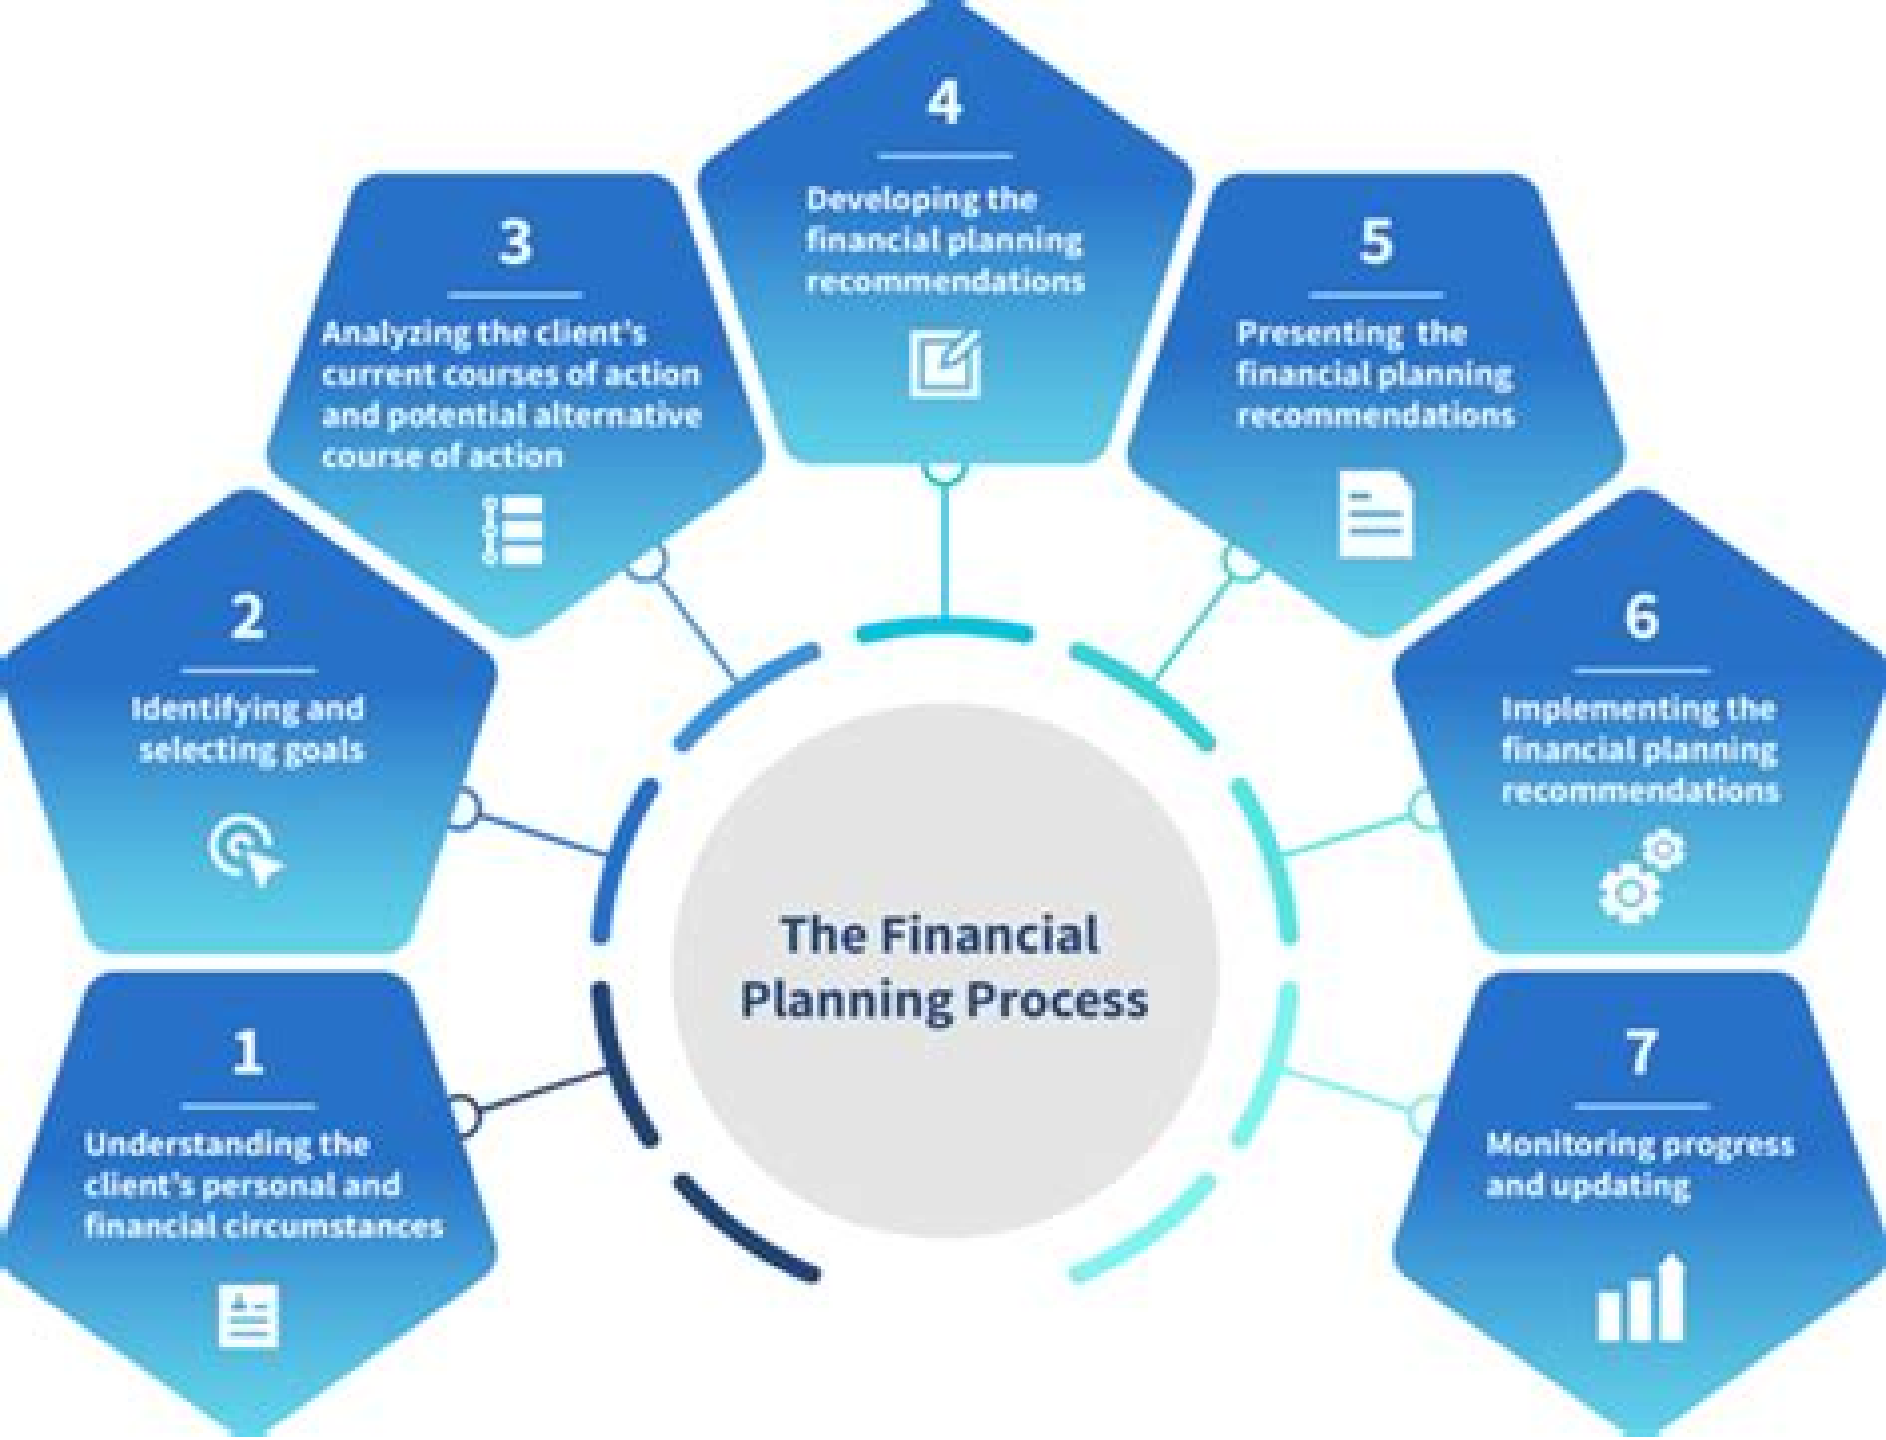 1
Understanding the
client's personal and
financial circumstances
2
Identifying and
selecting goals
3
Analyzing the client's
current courses of action
and potential alternative
course of action
4
Developing the
financial planning
recommendations
5
Presenting the
financial planning
recommendations
6
Implementing the
financial planning
recommendations
7
Monitoring progress
and updating
The Financial
Planning Process